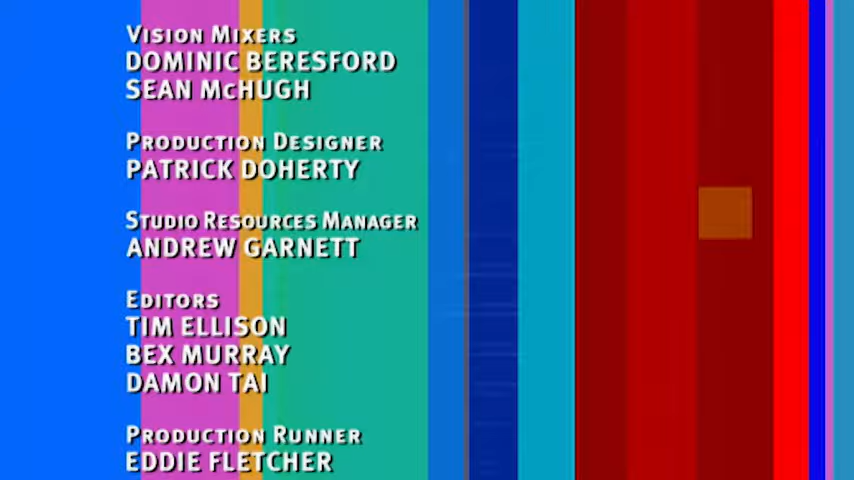 Vision Mixers
DOMINIC BERESFORD
SEAN McHUGH
Production Designer
PATRICK DOHERTY
Studio Resources Manager
ANDREW GARNETT
Editors
TIM ELLISON
BEX MURRAY
DAMON TAI
Production Runner
EDDIE FLETCHER